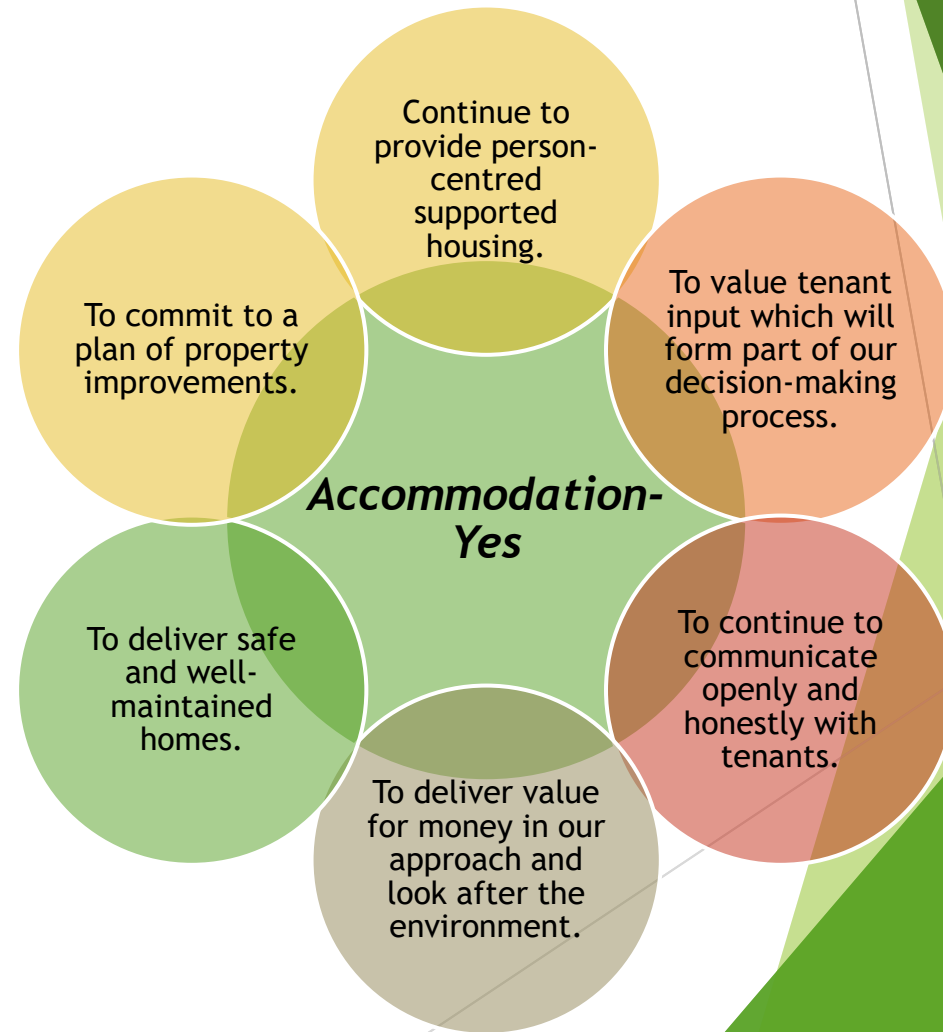 Continue to
provide person-
centred
supported
housing.
To value tenant
input which will
form part of our
decision-making
process.
To continue to
communicate
openly and
honestly with
tenants.
To deliver value
for money in our
approach and
look after the
environment.
To deliver safe
and well-
maintained
homes.
To commit to a
plan of property
improvements.
Accommodation-
Yes